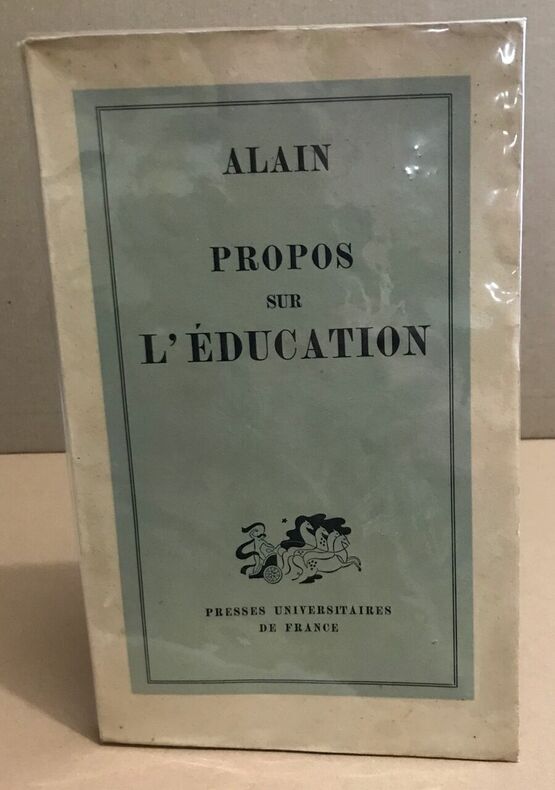 ALAIN
PROPOS
SUR
L'ÉDUCATION
PRESSES UNIVERSITAIRES
DE FRANCE